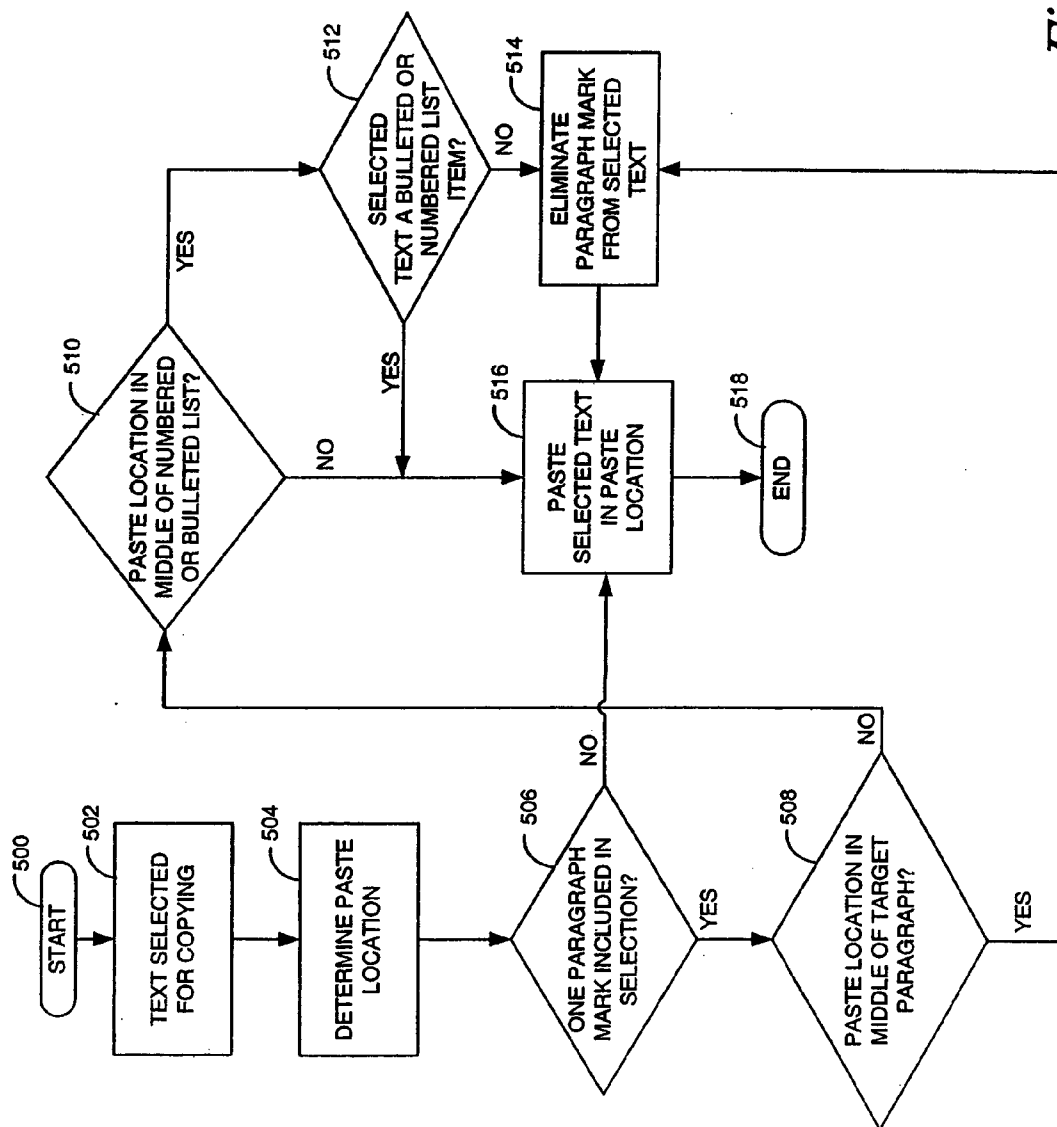 500
START
502
TEXT SELECTED
FOR COPYING
504
DETERMINE PASTE
LOCATION
506
ONE PARAGRAPH
MARK INCLUDED IN
SELECTION?
NO
YES
508
PASTE LOCATION IN
MIDDLE OF TARGET
PARAGRAPH?
NO
YES
510
PASTE LOCATION IN
MIDDLE OF NUMBERED
OR BULLETED LIST?
YES
NO
512
SELECTED
TEXT A BULLETED OR
NUMBERED LIST
ITEM?
YES
NO
514
ELIMINATE
PARAGRAPH MARK
FROM SELECTED
TEXT
516
PASTE
SELECTED TEXT
IN PASTE
LOCATION
518
END